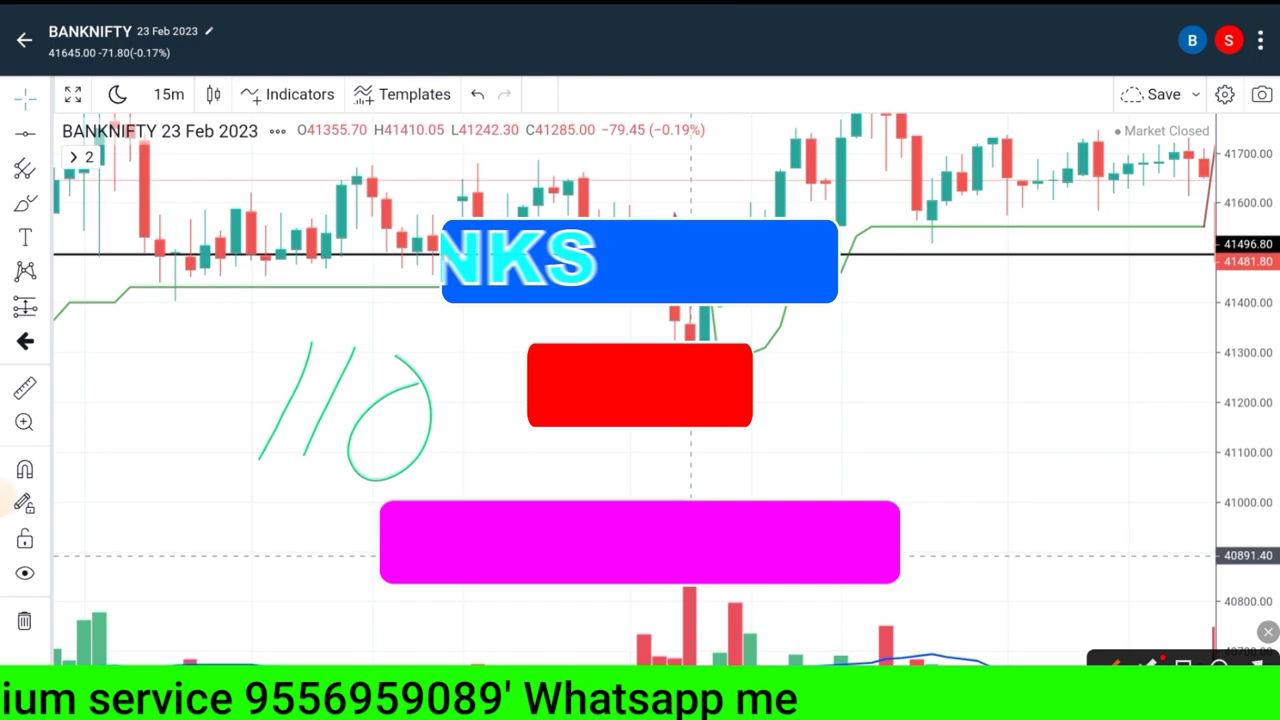 BANKNIFTY 23 Feb 2023
41645.00 -71.80(-0.17%)
B S
15m Indicators Templates Save
BANKNIFTY 23 Feb 2023 O41355.70 H41410.05 L41242.30 C41285.00 −79.45 (−0.19%)
Market Closed
2
41700.00
41600.00
41496.80
41481.80
41400.00
41300.00
41200.00
41100.00
41000.00
40891.40
40800.00
NKS
110
ium service 9556959089' Whatsapp me